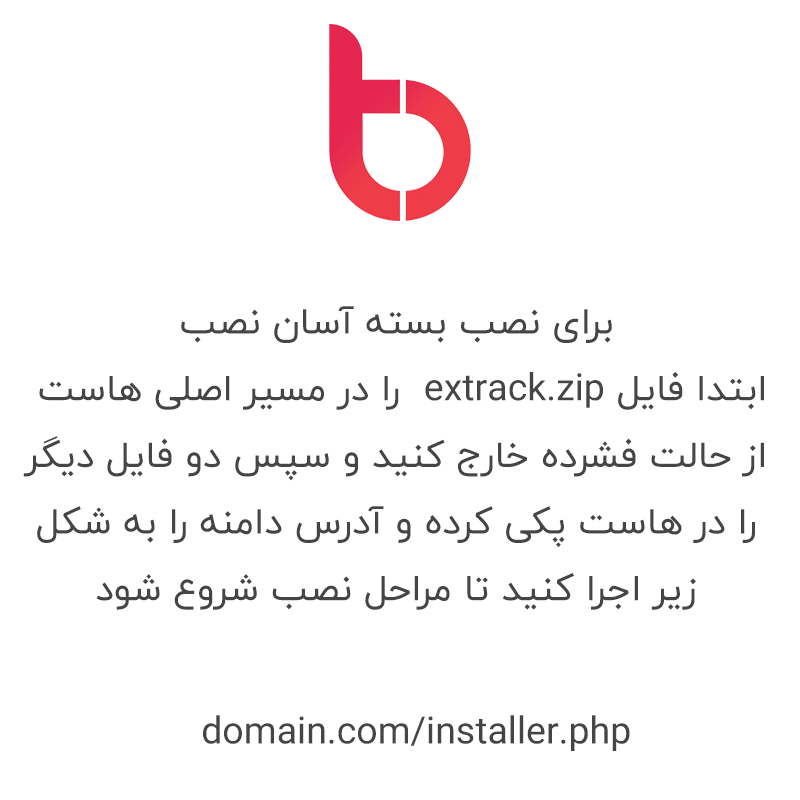 برای نصب بسته آسان نصب
ابتدا فایل extrack.zip را در مسیر اصلی هاست
از حالت فشرده خارج کنید و سپس دو فایل دیگر
را در هاست پکی کرده و آدرس دامنه را به شکل
زیر اجرا کنید تا مراحل نصب شروع شود
domain.com/installer.php